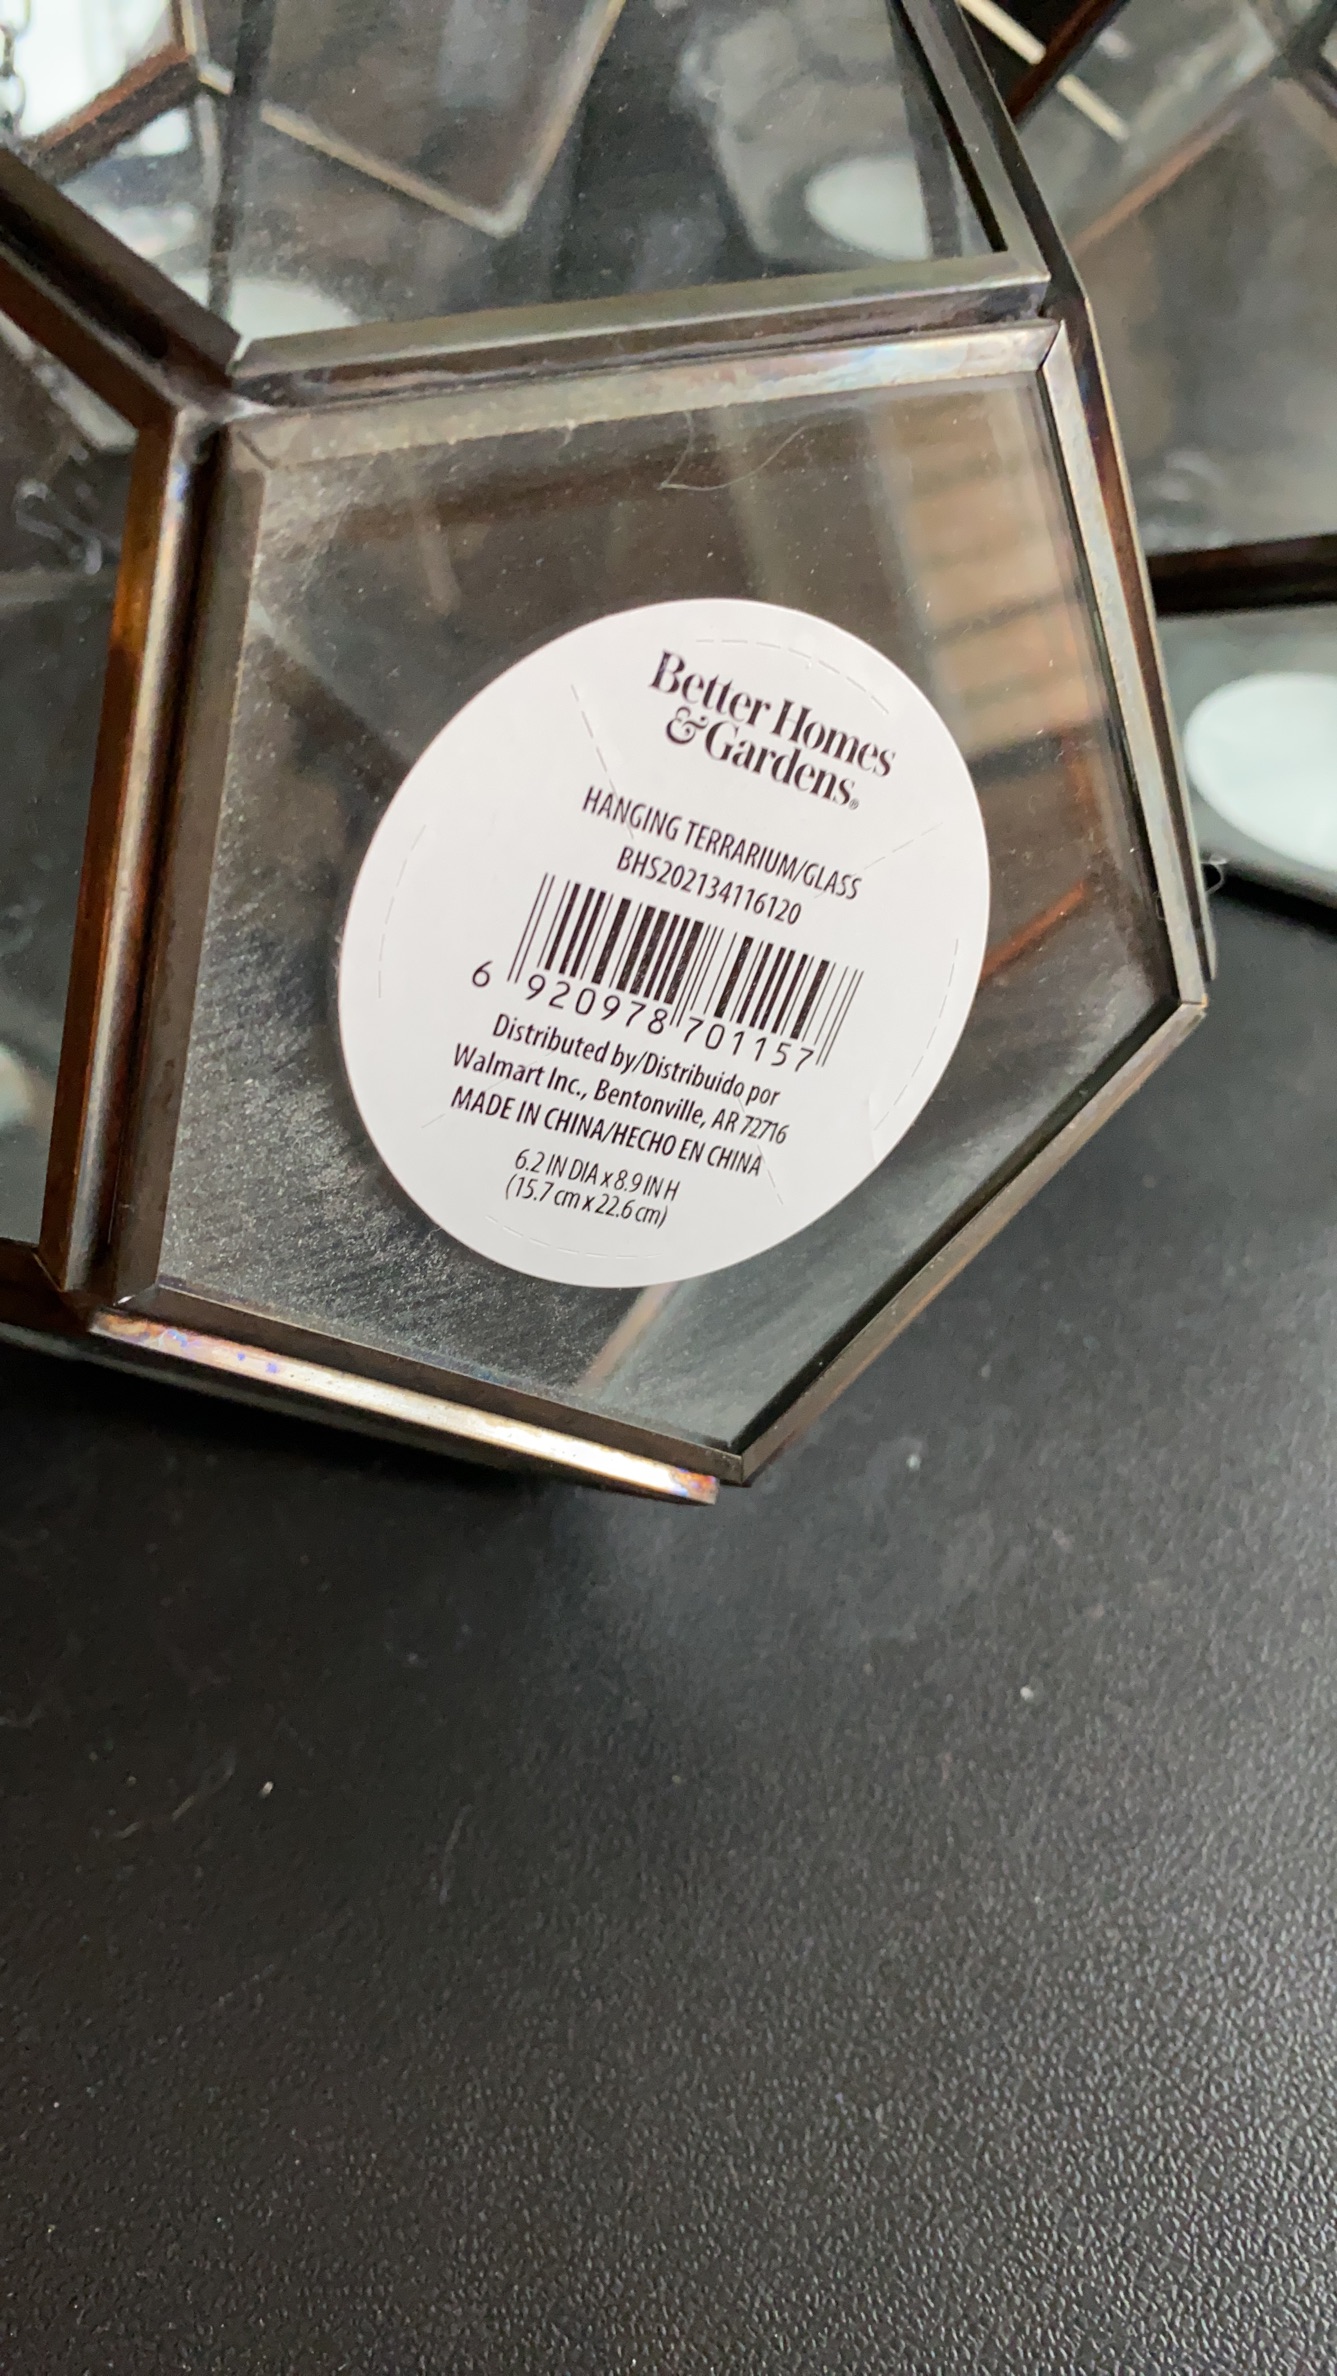 Better Homes
&Gardens®
HANGING TERRARIUM/GLASS
BHS202134116120
6 920978 701157
Distributed by/Distribuido por
Walmart Inc., Bentonville, AR 72716
MADE IN CHINA/HECHO EN CHINA
6.2 IN DIA x 8.9 IN H
(15.7 cm x 22.6 cm)